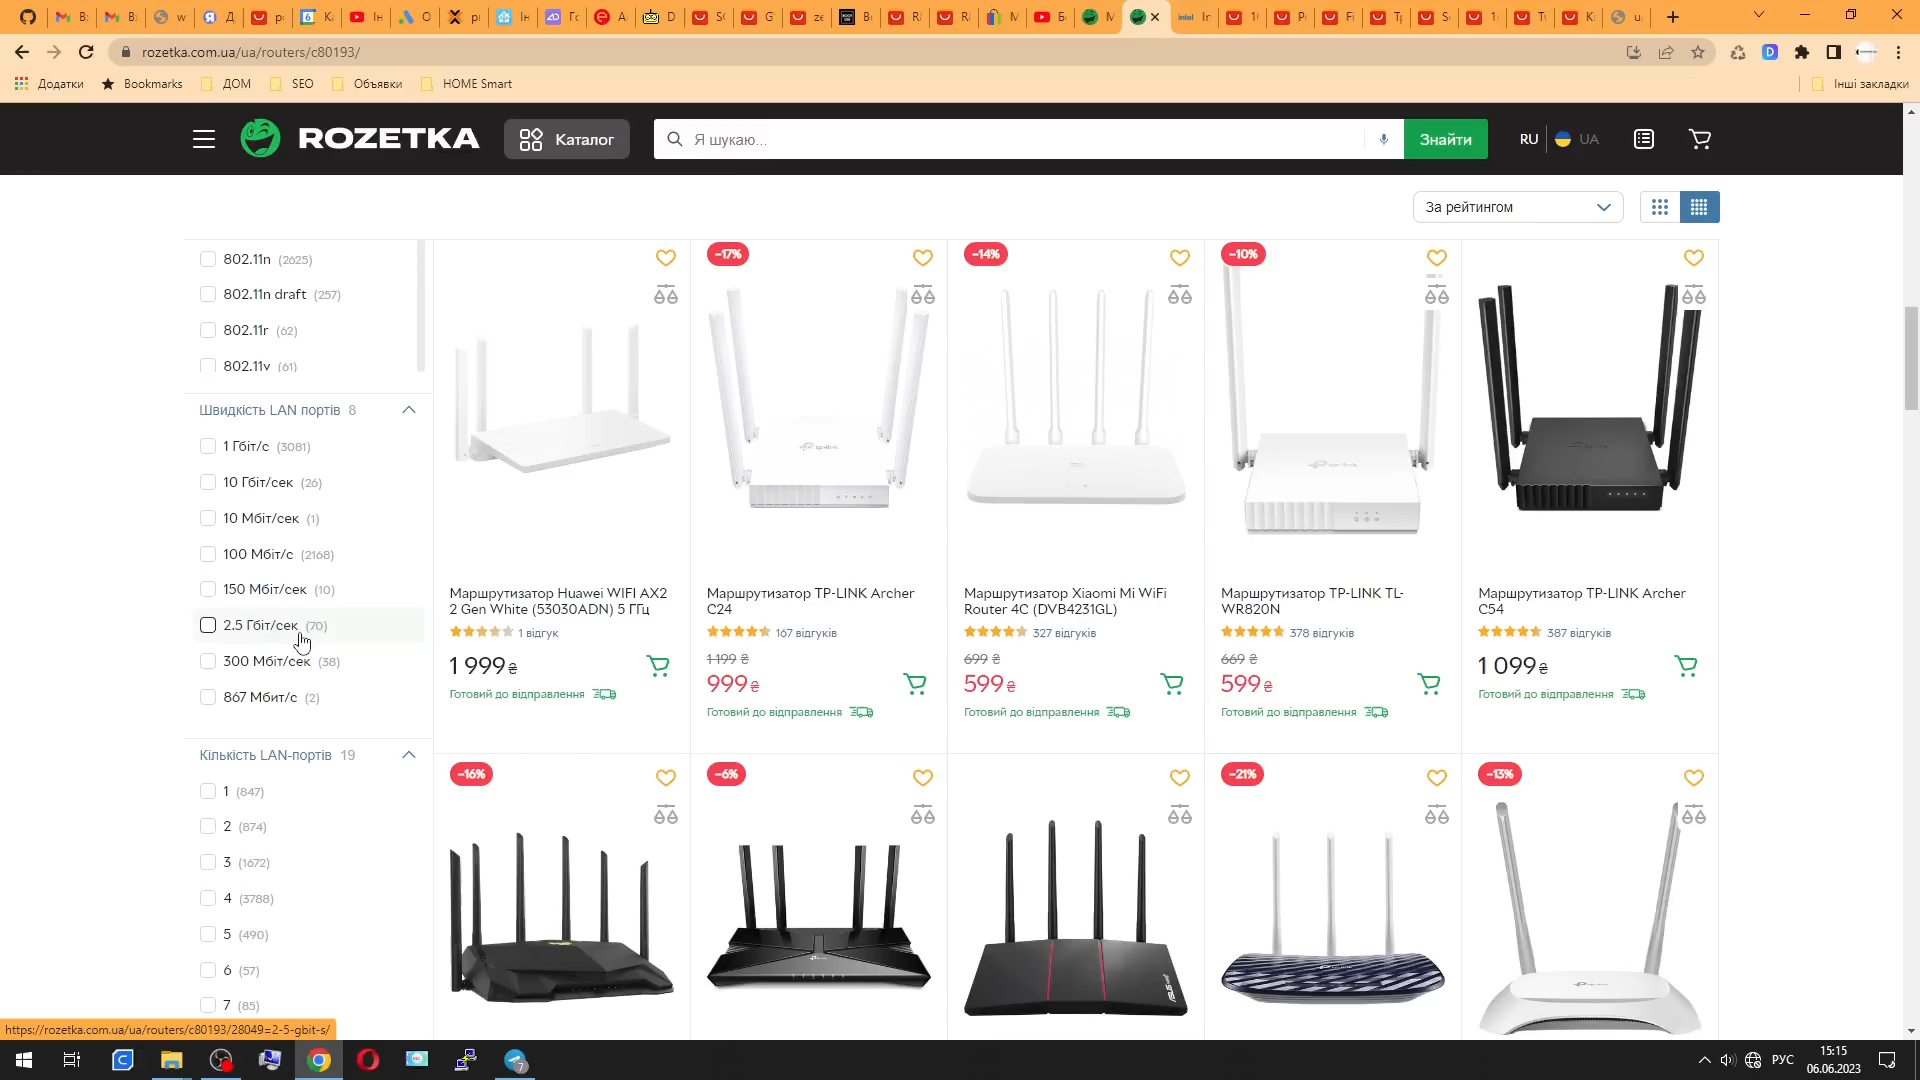 rozetka.com.ua/ua/routers/c80193/
Додатки
Bookmarks
ДОМ
SEO
Объявки
HOME Smart
Інші закладки
ROZETKA
Каталог
Я шукаю...
Знайти
RU
UA
За рейтингом
802.11n (2625)
802.11n draft (257)
802.11r (62)
802.11v (61)
Швидкість LAN портів 8
1 Гбіт/с (3081)
10 Гбіт/сек (26)
10 Мбіт/сек (1)
100 Мбіт/с (2168)
150 Мбіт/сек (10)
2.5 Гбіт/сек (70)
300 Мбіт/сек (38)
867 Мбит/с (2)
Кількість LAN-портів 19
1 (847)
2 (874)
3 (1672)
4 (3788)
5 (490)
6 (57)
7 (85)
Маршрутизатор Huawei WIFI AX2
2 Gen White (53030ADN) 5 ГГц
1 відгук
1 999 ₴
Готовий до відправлення
-17%
tp-link
Маршрутизатор TP-LINK Archer
C24
167 відгуків
1 199 ₴
999 ₴
Готовий до відправлення
-14%
Маршрутизатор Xiaomi Mi WiFi
Router 4C (DVB4231GL)
327 відгуків
699 ₴
599 ₴
Готовий до відправлення
-10%
Маршрутизатор TP-LINK TL-
WR820N
378 відгуків
669 ₴
599 ₴
Готовий до відправлення
Маршрутизатор TP-LINK Archer
C54
387 відгуків
1 099 ₴
Готовий до відправлення
-16%
-6%
-21%
-13%
https://rozetka.com.ua/ua/routers/c80193/28049=2-5-gbit-s/
7
РУС
15:15
06.06.2023